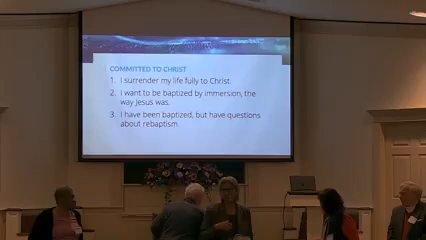 COMMITTED TO CHRIST
1. I surrender my life fully to Christ.
2. I want to be baptized by immersion, the
way Jesus was.
3. I have been baptized, but have questions
about rebaptism.